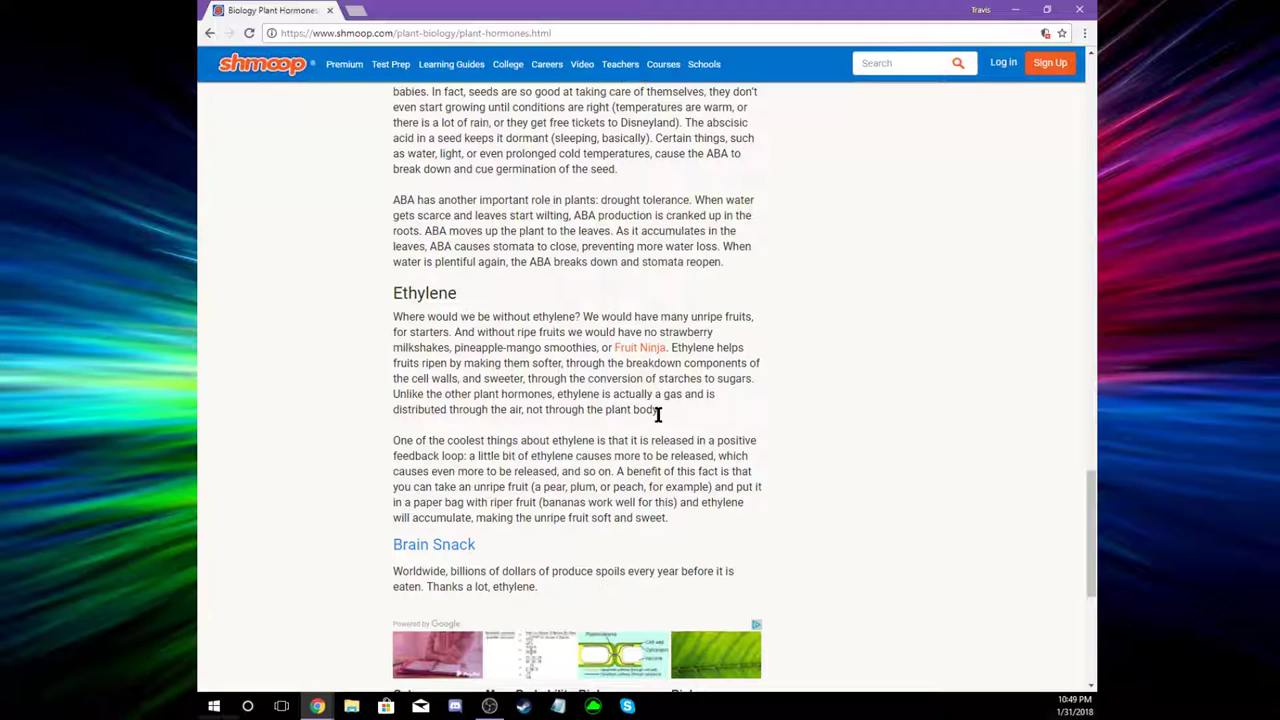 Biology Plant Hormones
Travis
https://www.shmoop.com/plant-biology/plant-hormones.html
shmoop Premium Test Prep Learning Guides College Careers Video Teachers Courses Schools Search Log in Sign Up
babies. In fact, seeds are so good at taking care of themselves, they don't
even start growing until conditions are right (temperatures are warm, or
there is a lot of rain, or they get free tickets to Disneyland). The abscisic
acid in a seed keeps it dormant (sleeping, basically). Certain things, such
as water, light, or even prolonged cold temperatures, cause the ABA to
break down and cue germination of the seed.
ABA has another important role in plants: drought tolerance. When water
gets scarce and leaves start wilting, ABA production is cranked up in the
roots. ABA moves up the plant to the leaves. As it accumulates in the
leaves, ABA causes stomata to close, preventing more water loss. When
water is plentiful again, the ABA breaks down and stomata reopen.
Ethylene
Where would we be without ethylene? We would have many unripe fruits,
for starters. And without ripe fruits we would have no strawberry
milkshakes, pineapple-mango smoothies, or Fruit Ninja. Ethylene helps
fruits ripen by making them softer, through the breakdown components of
the cell walls, and sweeter, through the conversion of starches to sugars.
Unlike the other plant hormones, ethylene is actually a gas and is
distributed through the air, not through the plant body.
One of the coolest things about ethylene is that it is released in a positive
feedback loop: a little bit of ethylene causes more to be released, which
causes even more to be released, and so on. A benefit of this fact is that
you can take an unripe fruit (a pear, plum, or peach, for example) and put it
in a paper bag with riper fruit (bananas work well for this) and ethylene
will accumulate, making the unripe fruit soft and sweet.
Brain Snack
Worldwide, billions of dollars of produce spoils every year before it is
eaten. Thanks a lot, ethylene.
Powered by Google
Cell wall
10:49 PM
1/31/2018